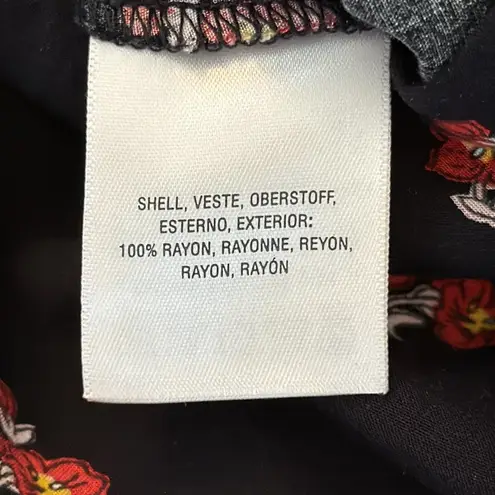 SHELL, VESTE, OBERSTOFF,
ESTERNO, EXTERIOR:
100% RAYON, RAYONNE, REYON,
RAYON, RAYÓN